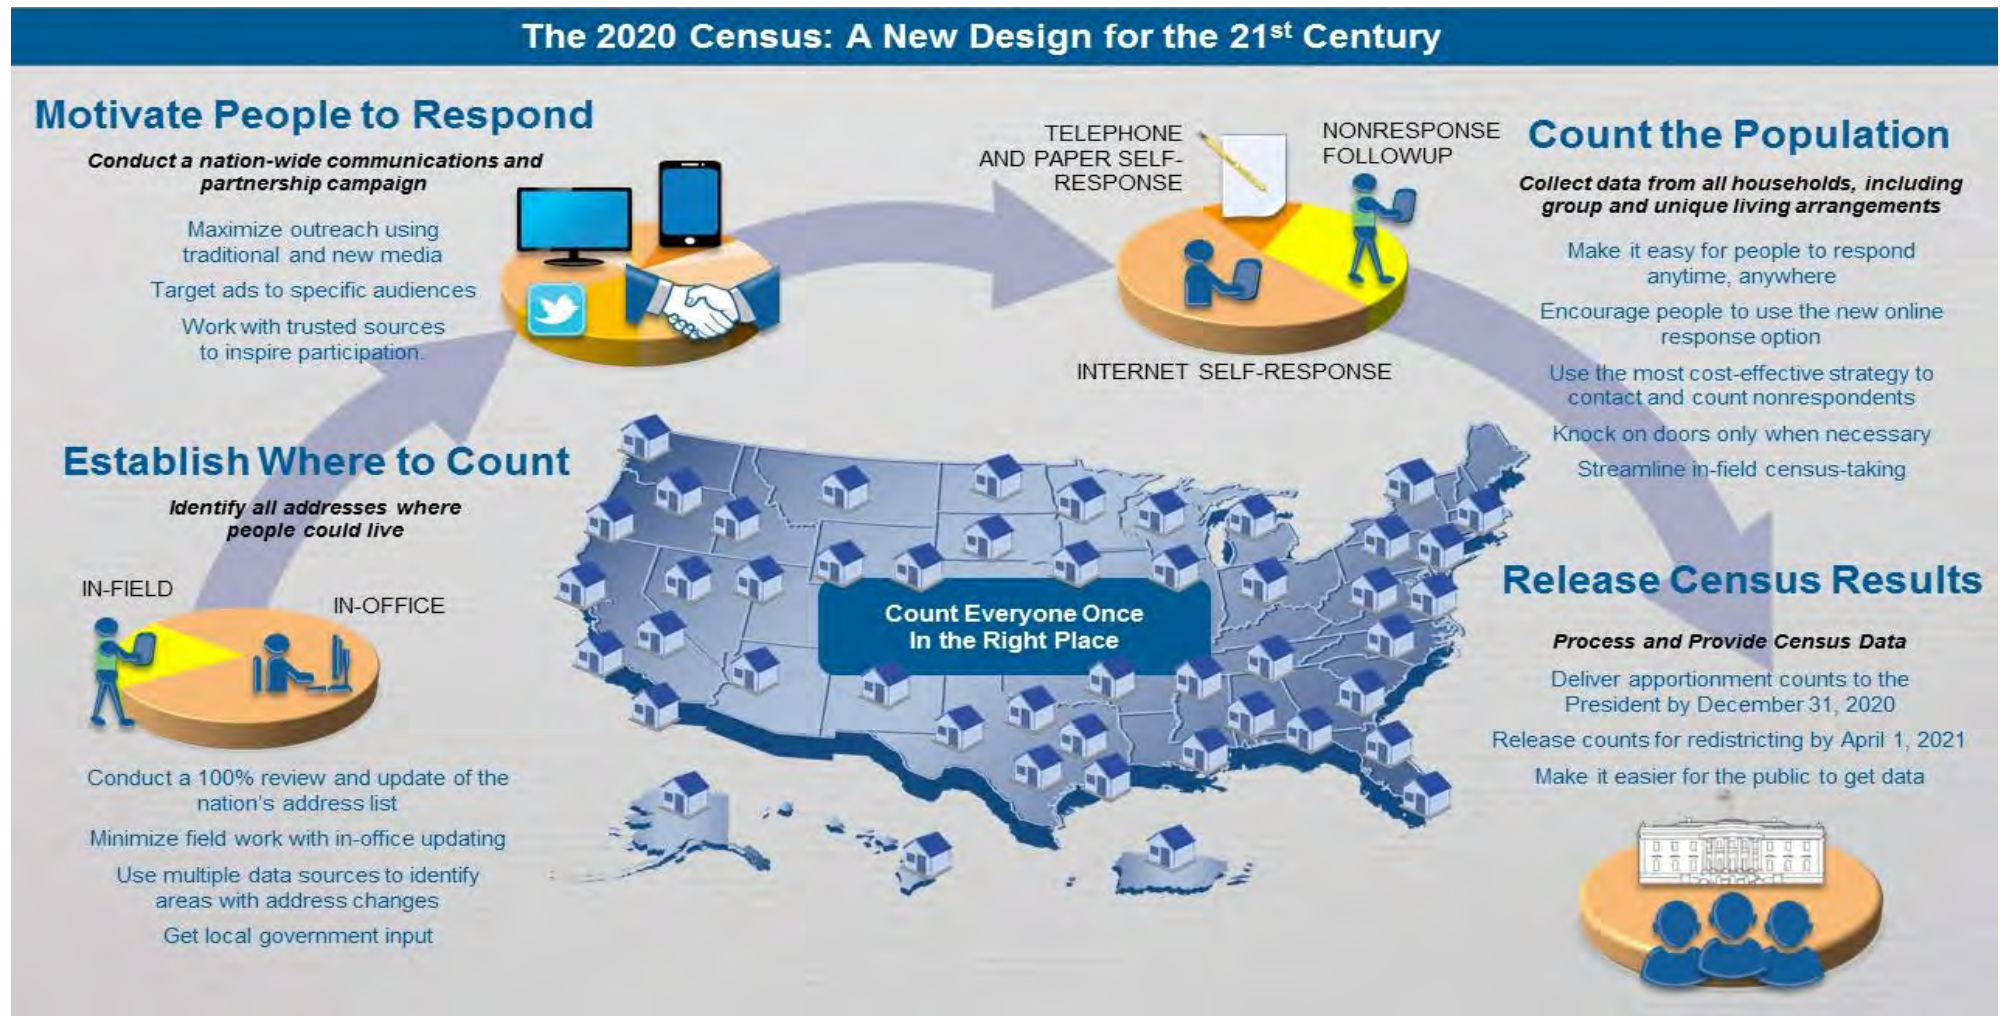 The 2020 Census: A New Design for the 21st Century
Motivate People to Respond
Conduct a nation-wide communications and
partnership campaign
Maximize outreach using
traditional and new media
Target ads to specific audiences
Work with trusted sources
to inspire participation.
Establish Where to Count
Identify all addresses where
people could live
IN-FIELD
IN-OFFICE
Conduct a 100% review and update of the
nation's address list
Minimize field work with in-office updating
Use multiple data sources to identify
areas with address changes
Get local government input
TELEPHONE
AND PAPER SELF-
RESPONSE
NONRESPONSE
FOLLOWUP
INTERNET SELF-RESPONSE
Count Everyone Once
In the Right Place
Count the Population
Collect data from all households, including
group and unique living arrangements
Make it easy for people to respond
anytime, anywhere
Encourage people to use the new online
response option
Use the most cost-effective strategy to
contact and count nonrespondents
Knock on doors only when necessary
Streamline in-field census-taking
Release Census Results
Process and Provide Census Data
Deliver apportionment counts to the
President by December 31, 2020
Release counts for redistricting by April 1, 2021
Make it easier for the public to get data